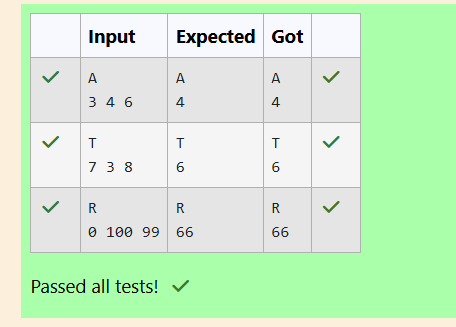 Input Expected Got
A A A
3 4 6 4 4
T T T
7 3 8 6 6
R R R
0 100 99 66 66
Passed all tests!